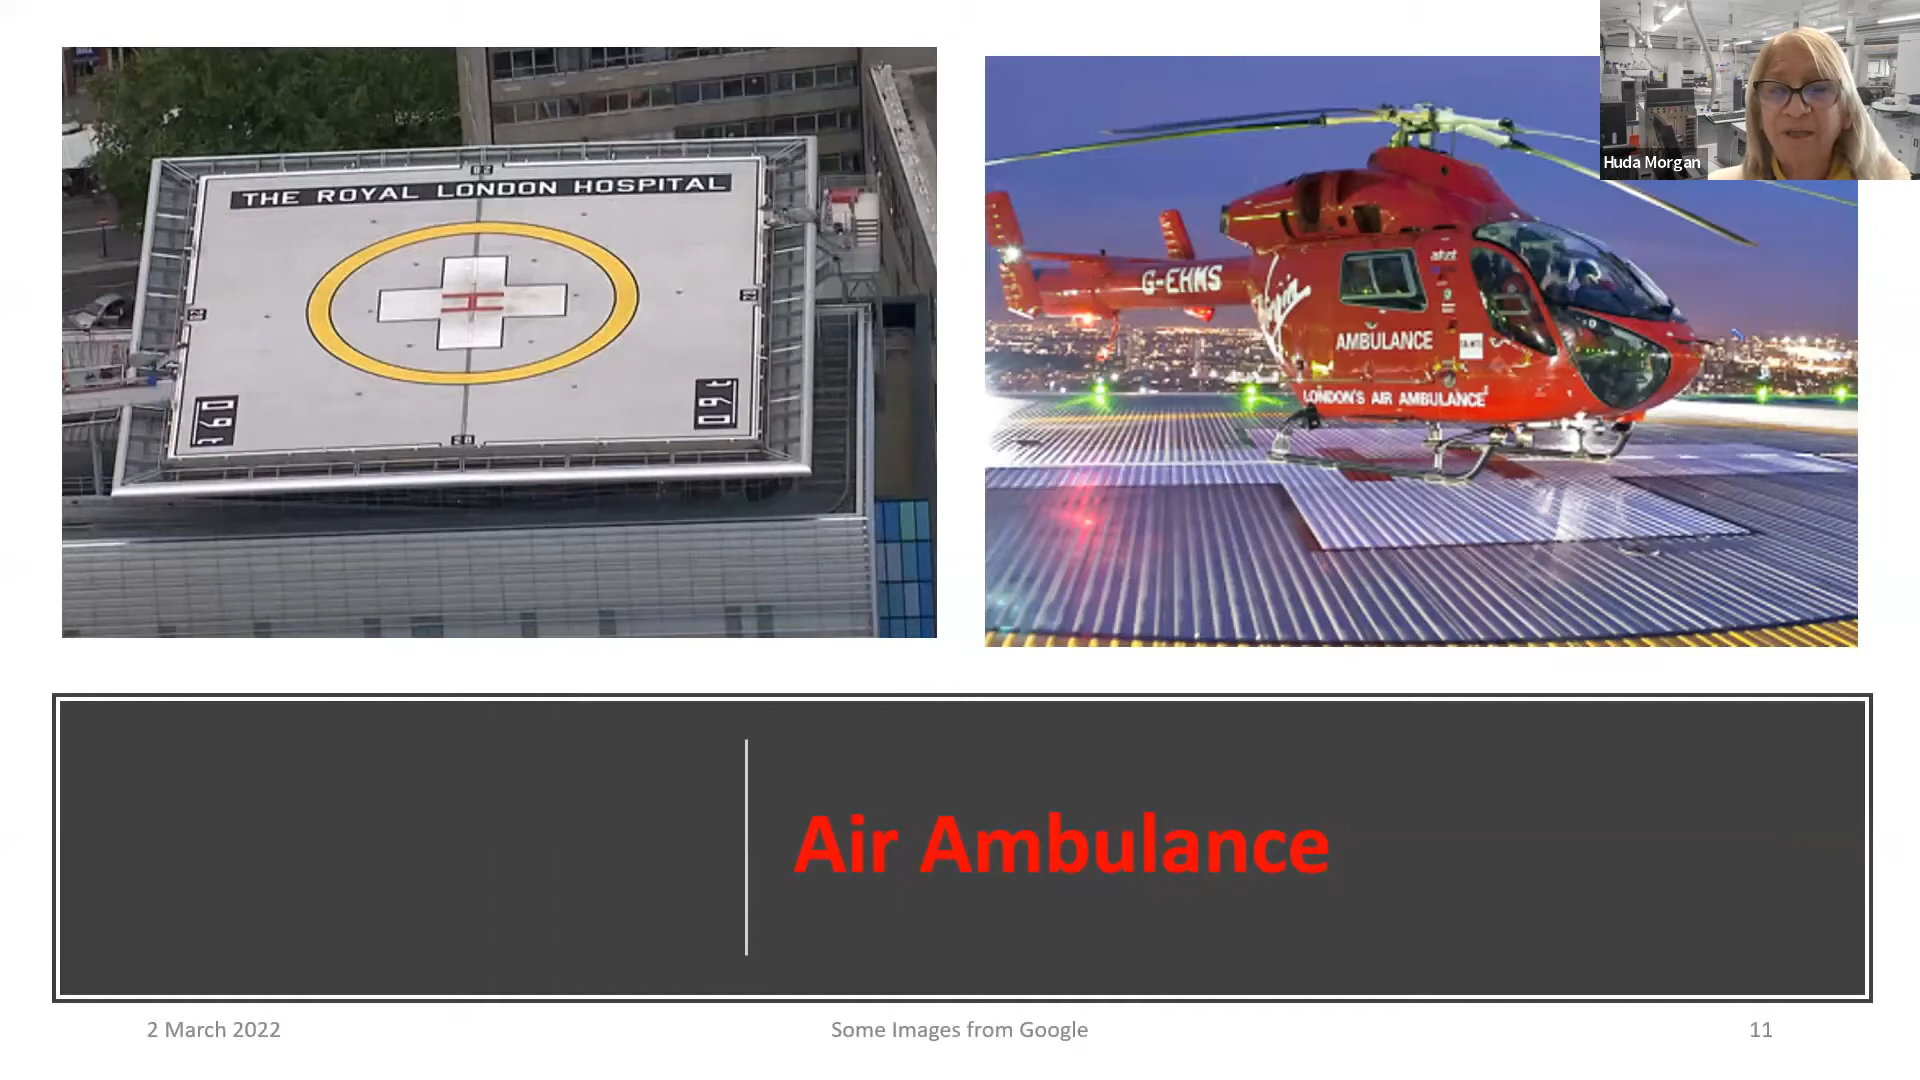 THE ROYAL LONDON HOSPITAL
H
Huda Morgan
G-EHMS
Virgin
AMBULANCE
LONDON'S AIR AMBULANCE
Air Ambulance
2 March 2022
Some Images from Google
11